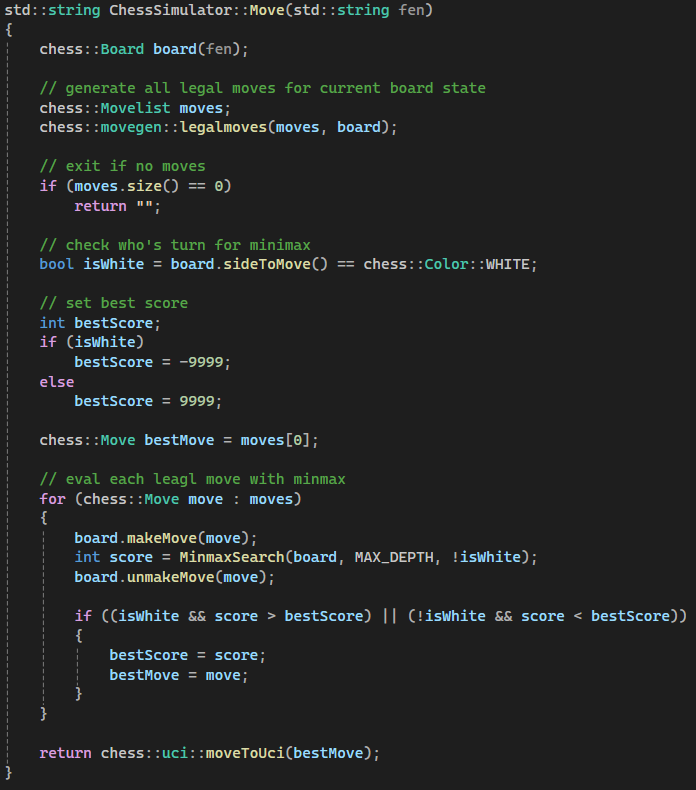 std::string ChessSimulator::Move(std::string fen)
{
    chess::Board board(fen);

    // generate all legal moves for current board state
    chess::Movelist moves;
    chess::movegen::legalmoves(moves, board);

    // exit if no moves
    if (moves.size() == 0)
        return "";

    // check who's turn for minimax
    bool isWhite = board.sideToMove() == chess::Color::WHITE;

    // set best score
    int bestScore;
    if (isWhite)
        bestScore = -9999;
    else
        bestScore = 9999;

    chess::Move bestMove = moves[0];

    // eval each leagl move with minmax
    for (chess::Move move : moves)
    {
        board.makeMove(move);
        int score = MinmaxSearch(board, MAX_DEPTH, !isWhite);
        board.unmakeMove(move);

        if ((isWhite && score > bestScore) || (!isWhite && score < bestScore))
        {
            bestScore = score;
            bestMove = move;
        }
    }

    return chess::uci::moveToUci(bestMove);
}